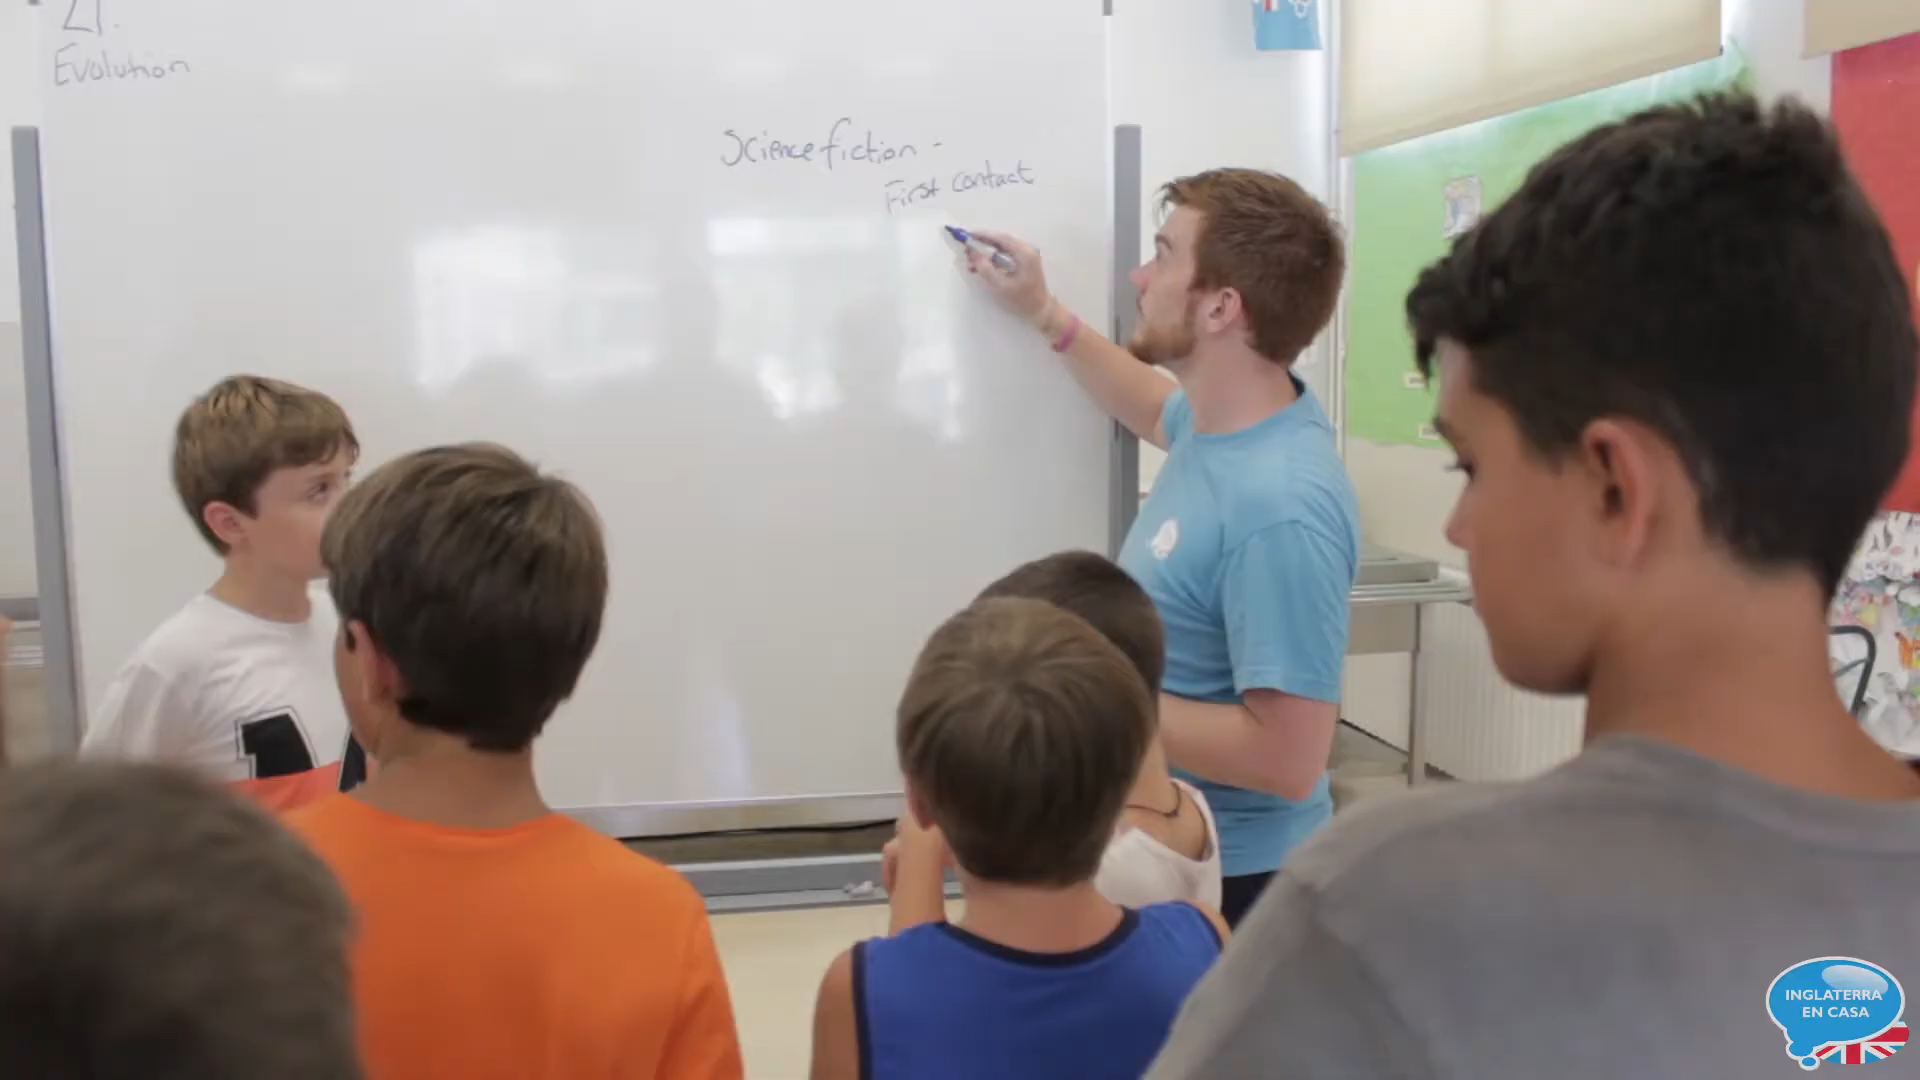 Evolution
Science fiction -
First contact
INGLATERRA
EN CASA